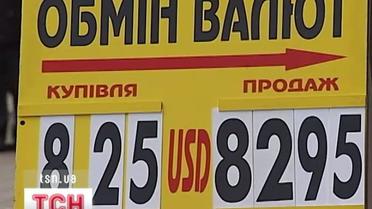 ОБМІН ВАЛЮТ
КУПІВЛЯ ПРОДАЖ
8 25 USD 8295
tsn.ua
ТСН